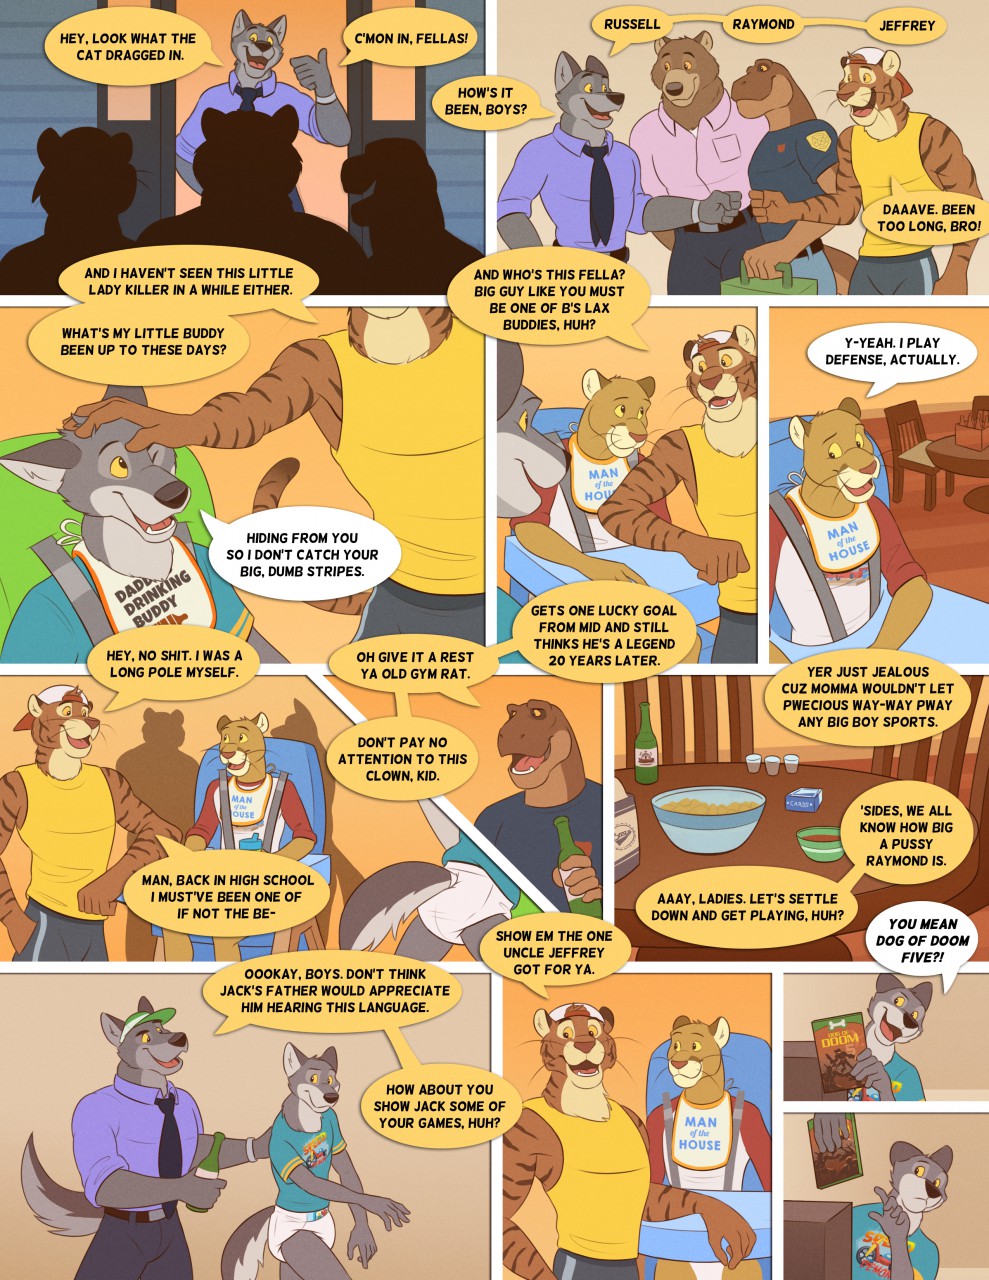 HEY, LOOK WHAT THE
CAT DRAGGED IN.
C'MON IN, FELLAS!
RUSSELL
RAYMOND
JEFFREY
HOW'S IT
BEEN, BOYS?
DAAAVE. BEEN
TOO LONG, BRO!
AND I HAVEN'T SEEN THIS LITTLE
LADY KILLER IN A WHILE EITHER.
WHAT'S MY LITTLE BUDDY
BEEN UP TO THESE DAYS?
HIDING FROM YOU
SO I DON'T CATCH YOUR
BIG, DUMB STRIPES.
DADDY'S
DRINKING
BUDDY
AND WHO'S THIS FELLA?
BIG GUY LIKE YOU MUST
BE ONE OF B'S LAX
BUDDIES, HUH?
MAN
of the
HOU
Y-YEAH. I PLAY
DEFENSE, ACTUALLY.
MAN
of the
HOUSE
HEY, NO SHIT. I WAS A
LONG POLE MYSELF.
MAN
of the
HOUSE
MAN, BACK IN HIGH SCHOOL
I MUST'VE BEEN ONE OF
IF NOT THE BE-
GETS ONE LUCKY GOAL
FROM MID AND STILL
THINKS HE'S A LEGEND
20 YEARS LATER.
OH GIVE IT A REST
YA OLD GYM RAT.
DON'T PAY NO
ATTENTION TO THIS
CLOWN, KID.
YER JUST JEALOUS
CUZ MOMMA WOULDN'T LET
PWECIOUS WAY-WAY PWAY
ANY BIG BOY SPORTS.
'SIDES, WE ALL
KNOW HOW BIG
A PUSSY
RAYMOND IS.
CARDS
AAAY, LADIES. LET'S SETTLE
DOWN AND GET PLAYING, HUH?
OOOKAY, BOYS. DON'T THINK
JACK'S FATHER WOULD APPRECIATE
HIM HEARING THIS LANGUAGE.
HOW ABOUT YOU
SHOW JACK SOME OF
YOUR GAMES, HUH?
SHOW EM THE ONE
UNCLE JEFFREY
GOT FOR YA.
MAN
of the
HOUSE
YOU MEAN
DOG OF DOOM
FIVE?!
DOG OF
DOOM
5